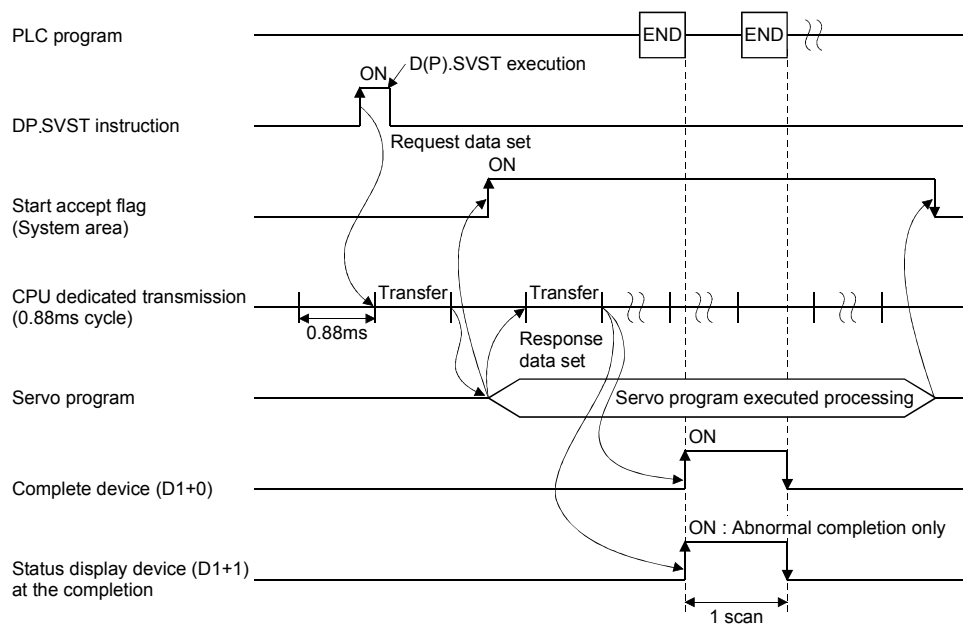 PLC program
END
END
ON
D(P).SVST execution
DP.SVST instruction
Request data set
ON
Start accept flag
(System area)
CPU dedicated transmission
(0.88ms cycle)
Transfer
Transfer
0.88ms
Response
data set
Servo program
Servo program executed processing
ON
Complete device (D1+0)
ON : Abnormal completion only
Status display device (D1+1)
at the completion
1 scan